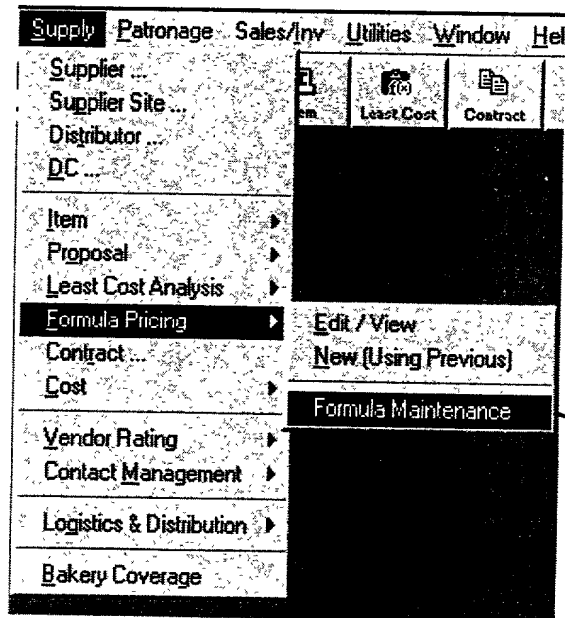 Supply Patronage Sales/Inv Utilities Window Hel
Supplier ...
Supplier Site ...
Distributor ...
DC ...
em Least Cost Contract
Item
Proposal
Least Cost Analysis
Formula Pricing
Contract ...
Cost
Edit / View
New (Using Previous)
Formula Maintenance
Vendor Rating
Contact Management
Logistics & Distribution
Bakery Coverage